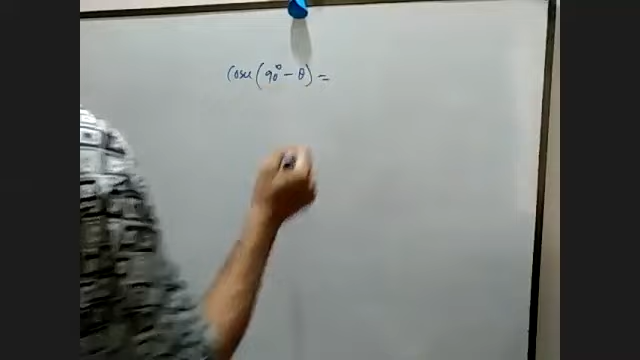 Cosec (90° - θ) =